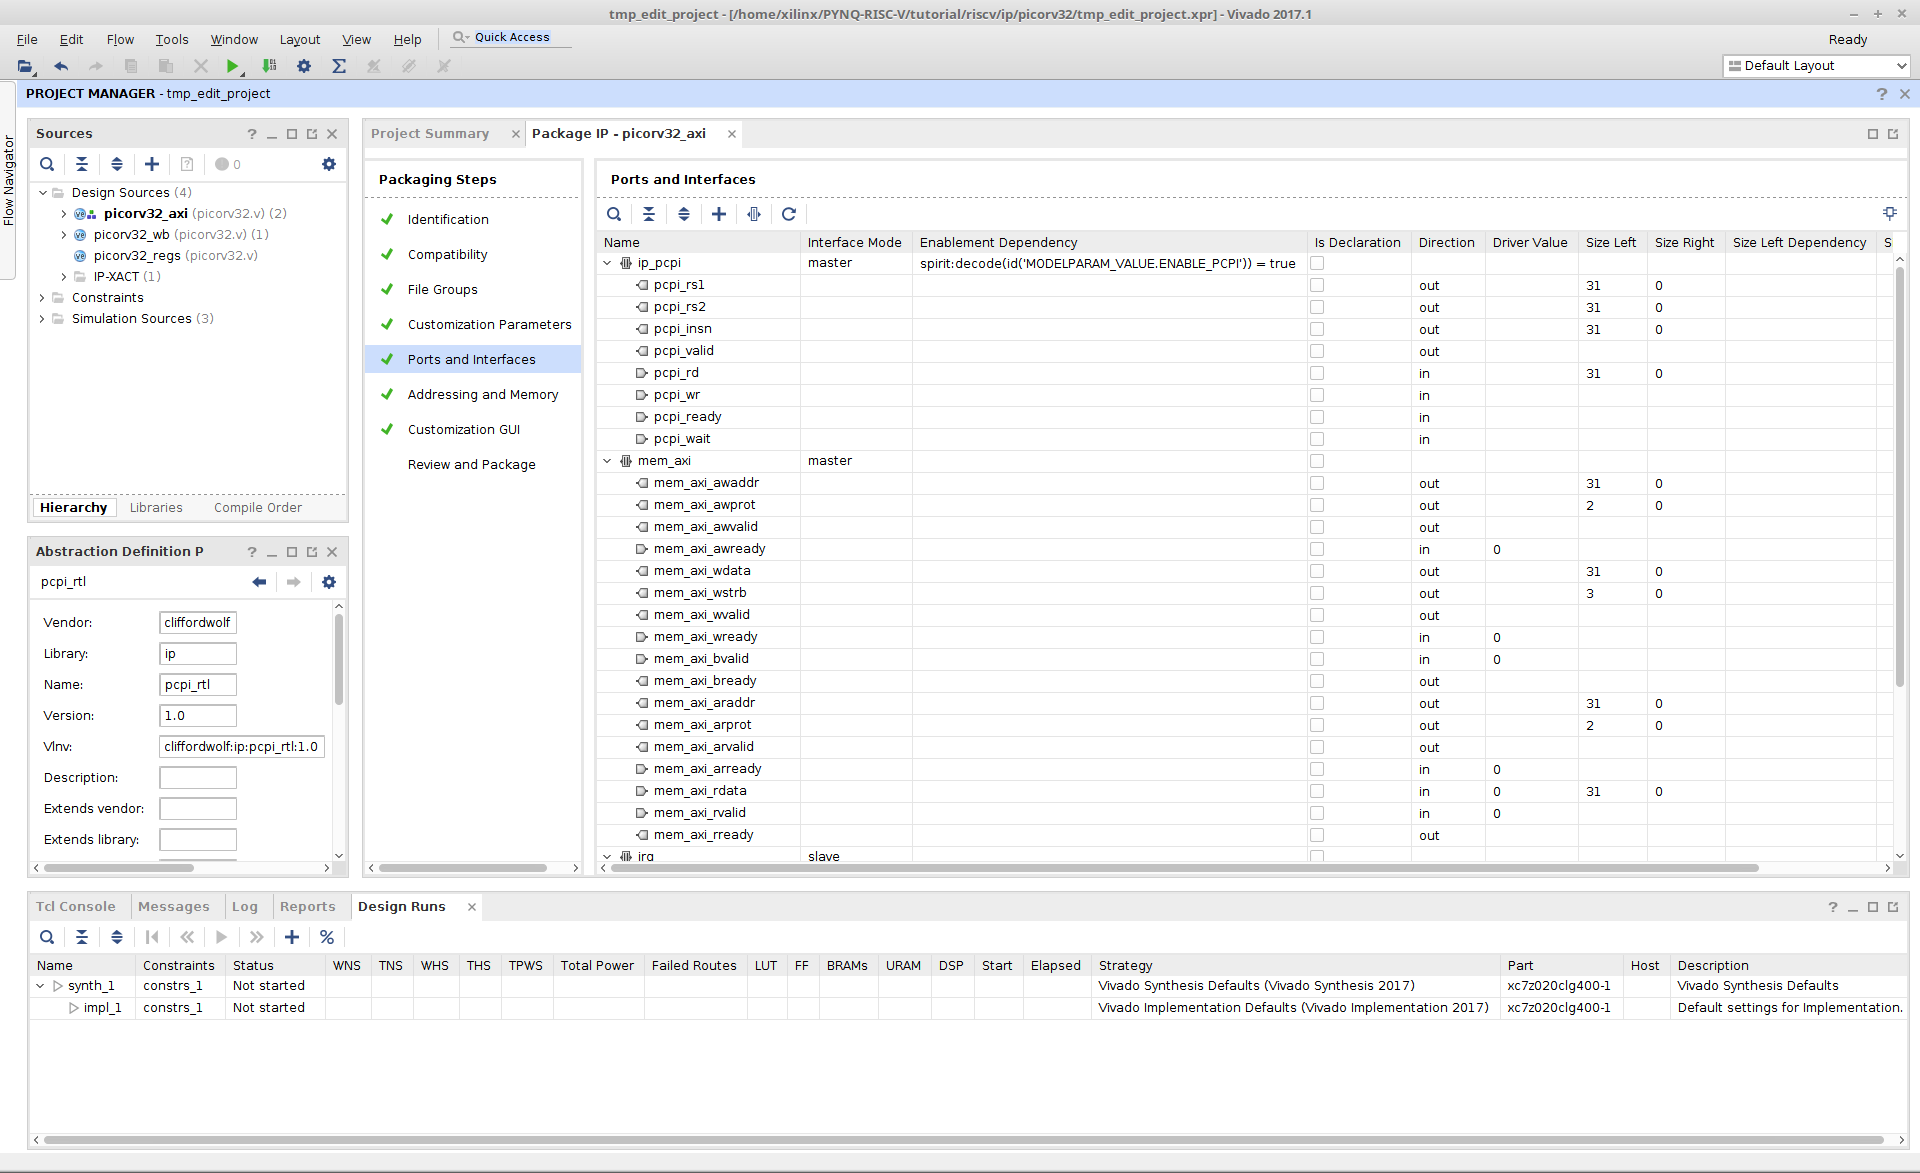 tmp_edit_project - [/home/xilinx/PYNQ-RISC-V/tutorial/riscv/ip/picorv32/tmp_edit_project.xpr] - Vivado 2017.1
File Edit Flow Tools Window Layout View Help Quick Access Ready
Default Layout
PROJECT MANAGER - tmp_edit_project
Flow Navigator
Sources
0
Design Sources (4)
picorv32_axi (picorv32.v) (2)
picorv32_wb (picorv32.v) (1)
picorv32_regs (picorv32.v)
IP-XACT (1)
Constraints
Simulation Sources (3)
Hierarchy Libraries Compile Order
Abstraction Definition P
pcpi_rtl
Vendor: cliffordwolf
Library: ip
Name: pcpi_rtl
Version: 1.0
Vlnv: cliffordwolf:ip:pcpi_rtl:1.0
Description:
Extends vendor:
Extends library:
Project Summary Package IP - picorv32_axi
Packaging Steps
Identification
Compatibility
File Groups
Customization Parameters
Ports and Interfaces
Addressing and Memory
Customization GUI
Review and Package
Ports and Interfaces
Name Interface Mode Enablement Dependency Is Declaration Direction Driver Value Size Left Size Right Size Left Dependency S
ip_pcpi master spirit:decode(id('MODELPARAM_VALUE.ENABLE_PCPI')) = true
pcpi_rs1 out 31 0
pcpi_rs2 out 31 0
pcpi_insn out 31 0
pcpi_valid out
pcpi_rd in 31 0
pcpi_wr in
pcpi_ready in
pcpi_wait in
mem_axi master
mem_axi_awaddr out 31 0
mem_axi_awprot out 2 0
mem_axi_awvalid out
mem_axi_awready in 0
mem_axi_wdata out 31 0
mem_axi_wstrb out 3 0
mem_axi_wvalid out
mem_axi_wready in 0
mem_axi_bvalid in 0
mem_axi_bready out
mem_axi_araddr out 31 0
mem_axi_arprot out 2 0
mem_axi_arvalid out
mem_axi_arready in 0
mem_axi_rdata in 0 31 0
mem_axi_rvalid in 0
mem_axi_rready out
irq slave
Tcl Console Messages Log Reports Design Runs
Name Constraints Status WNS TNS WHS THS TPWS Total Power Failed Routes LUT FF BRAMs URAM DSP Start Elapsed Strategy Part Host Description
synth_1 constrs_1 Not started Vivado Synthesis Defaults (Vivado Synthesis 2017) xc7z020clg400-1 Vivado Synthesis Defaults
impl_1 constrs_1 Not started Vivado Implementation Defaults (Vivado Implementation 2017) xc7z020clg400-1 Default settings for Implementation.